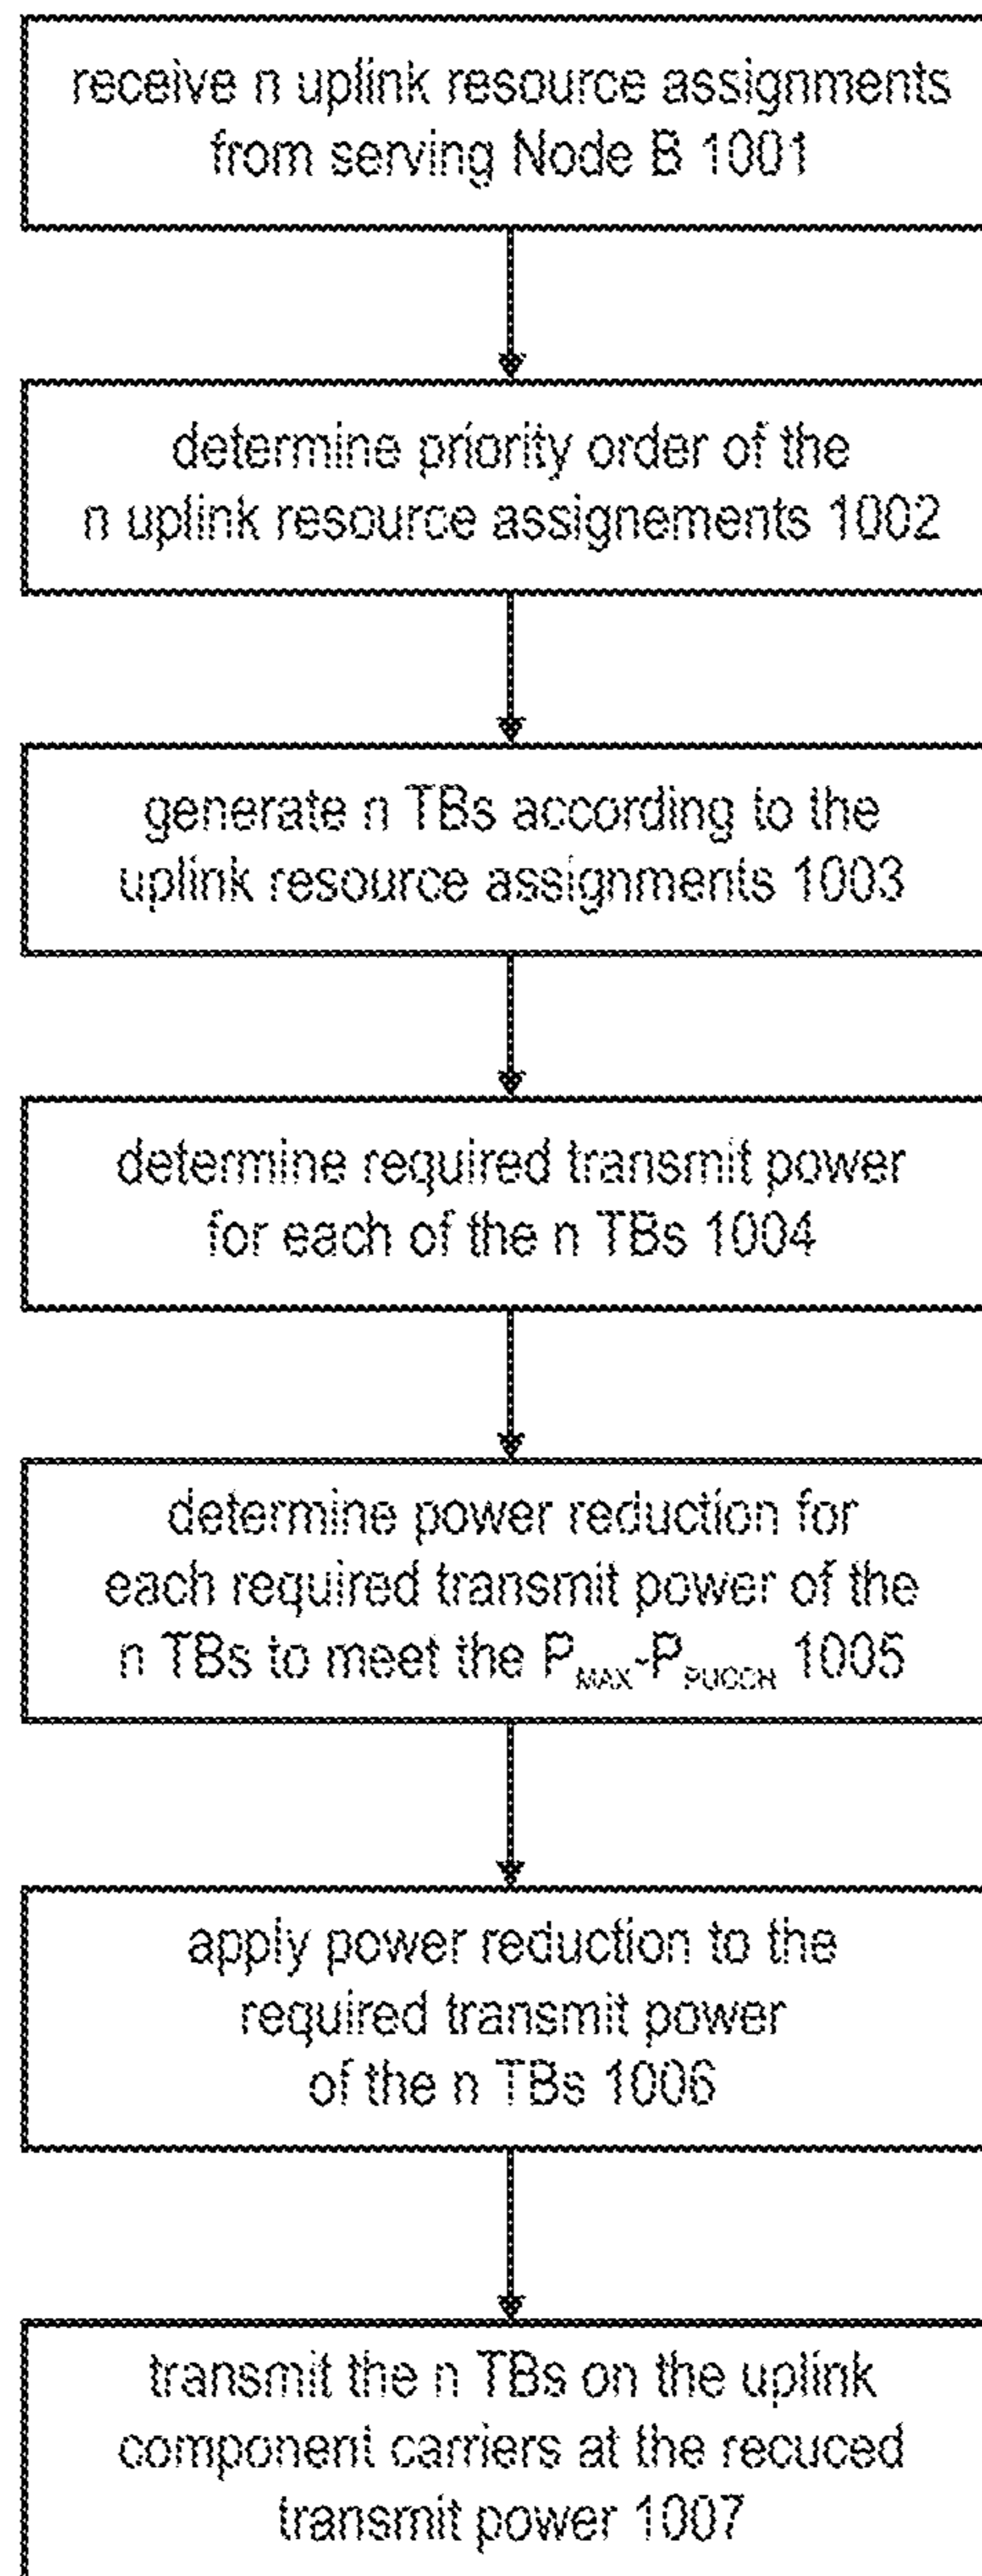 receive n uplink resource assignments
from serving Node B 1001
determine priority order of the
n uplink resource assignements 1002
generate n TBs according to the
uplink resource assignments 1003
determine required transmit power
for each of the n TBs 1004
determine power reduction for
each required transmit power of the
n TBs to meet the P_MAX-P_PUCCH 1005
apply power reduction to the
required transmit power
of the n TBs 1006
transmit the n TBs on the uplink
component carriers at the recuced
transmit power 1007